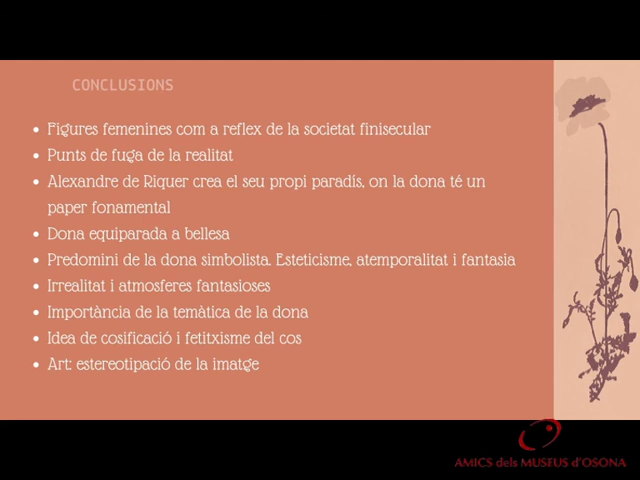 CONCLUSIONS
• Figures femenines com a reflex de la societat finisecular
• Punts de fuga de la realitat
• Alexandre de Riquer crea el seu propi paradís, on la dona té un
paper fonamental
• Dona equiparada a bellesa
• Predomini de la dona simbolista. Esteticisme, atemporalitat i fantasia
• Irrealitat i atmosferes fantasioses
• Importància de la temàtica de la dona
• Idea de cosificació i fetitxisme del cos
• Art: estereotipació de la imatge
AMICS dels MUSEUS d'OSONA